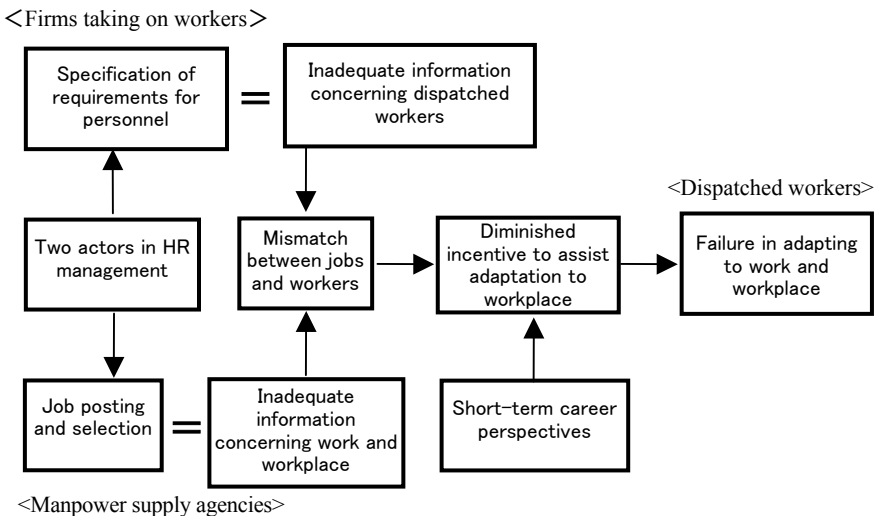 ＜Firms taking on workers＞
Specification of
requirements for
personnel
=
Inadequate information
concerning dispatched
workers
<Dispatched workers>
Two actors in HR
management
Mismatch
between jobs
and workers
Diminished
incentive to assist
adaptation to
workplace
Failure in adapting
to work and
workplace
Job posting
and selection
=
Inadequate
information
concerning work and
workplace
Short-term career
perspectives
<Manpower supply agencies>